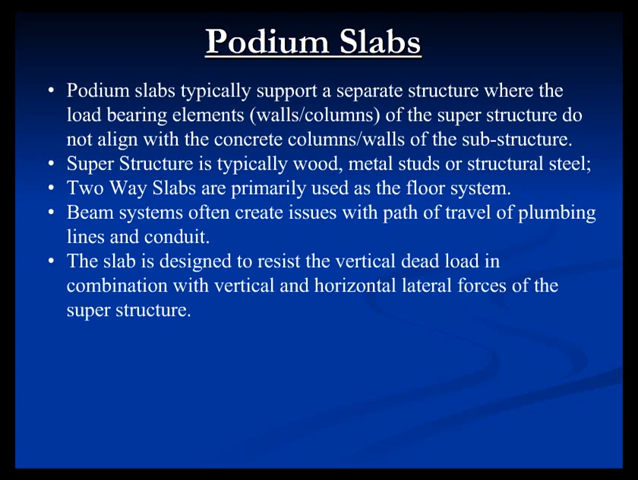 Podium Slabs
• Podium slabs typically support a separate structure where the
load bearing elements (walls/columns) of the super structure do
not align with the concrete columns/walls of the sub-structure.
• Super Structure is typically wood, metal studs or structural steel;
• Two Way Slabs are primarily used as the floor system.
• Beam systems often create issues with path of travel of plumbing
lines and conduit.
• The slab is designed to resist the vertical dead load in
combination with vertical and horizontal lateral forces of the
super structure.